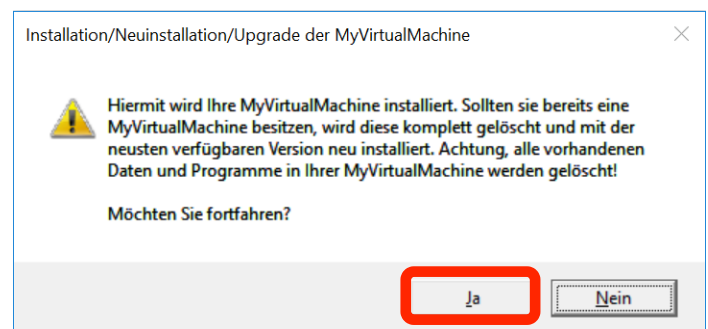 Installation/Neuinstallation/Upgrade der MyVirtualMachine
Hiermit wird Ihre MyVirtualMachine installiert. Sollten sie bereits eine
MyVirtualMachine besitzen, wird diese komplett gelöscht und mit der
neusten verfügbaren Version neu installiert. Achtung, alle vorhandenen
Daten und Programme in Ihrer MyVirtualMachine werden gelöscht!
Möchten Sie fortfahren?
Ja
Nein